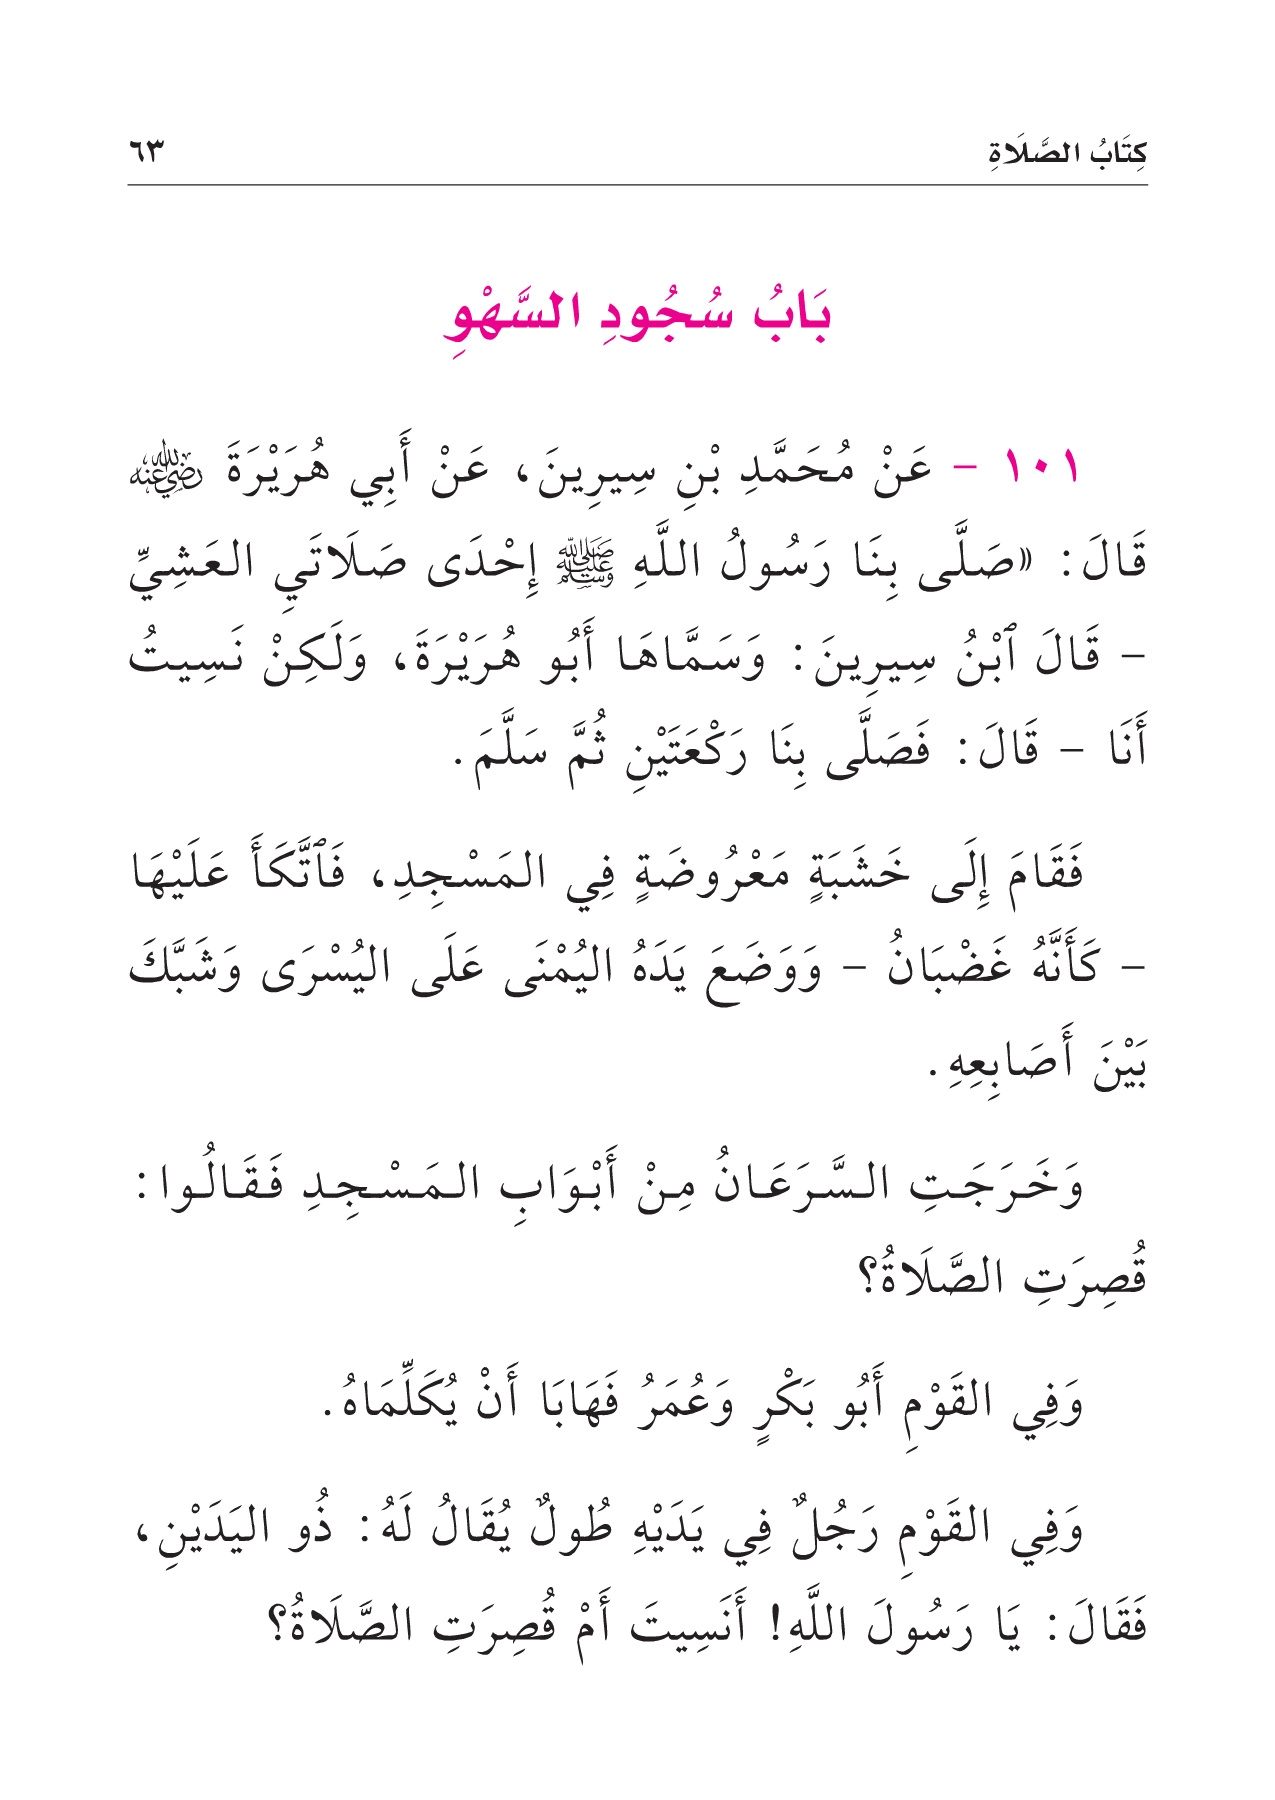 كِتَابُ الصَّلَاةِ ٦٣
بَابُ سُجُودِ السَّهْوِ
١٠١ - عَنْ مُحَمَّدِ بْنِ سِيرِينَ، عَنْ أَبِي هُرَيْرَةَ رضي الله عنه
قَالَ: «صَلَّى بِنَا رَسُولُ اللَّهِ ﷺ إِحْدَى صَلَاتَيِ العَشِيِّ
- قَالَ ٱبْنُ سِيرِينَ: وَسَمَّاهَا أَبُو هُرَيْرَةَ، وَلَكِنْ نَسِيتُ
أَنَا - قَالَ: فَصَلَّى بِنَا رَكْعَتَيْنِ ثُمَّ سَلَّمَ.
فَقَامَ إِلَى خَشَبَةٍ مَعْرُوضَةٍ فِي المَسْجِدِ، فَٱتَّكَأَ عَلَيْهَا
- كَأَنَّهُ غَضْبَانُ - وَوَضَعَ يَدَهُ اليُمْنَى عَلَى اليُسْرَى وَشَبَّكَ
بَيْنَ أَصَابِعِهِ.
وَخَرَجَتِ السَّرَعَانُ مِنْ أَبْوَابِ المَسْجِدِ فَقَالُوا:
قُصِرَتِ الصَّلَاةُ؟
وَفِي القَوْمِ أَبُو بَكْرٍ وَعُمَرُ فَهَابَا أَنْ يُكَلِّمَاهُ.
وَفِي القَوْمِ رَجُلٌ فِي يَدَيْهِ طُولٌ يُقَالُ لَهُ: ذُو اليَدَيْنِ،
فَقَالَ: يَا رَسُولَ اللَّهِ! أَنَسِيتَ أَمْ قُصِرَتِ الصَّلَاةُ؟